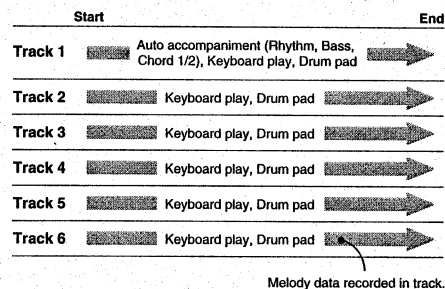 Start End
Track 1 Auto accompaniment (Rhythm, Bass,
Chord 1/2), Keyboard play, Drum pad
Track 2 Keyboard play, Drum pad
Track 3 Keyboard play, Drum pad
Track 4 Keyboard play, Drum pad
Track 5 Keyboard play, Drum pad
Track 6 Keyboard play, Drum pad
Melody data recorded in track